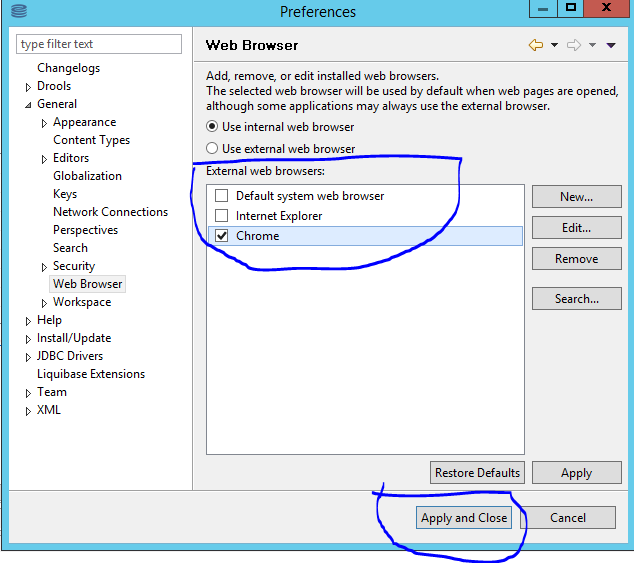 Preferences
type filter text
Changelogs
Drools
General
Appearance
Content Types
Editors
Globalization
Keys
Network Connections
Perspectives
Search
Security
Web Browser
Workspace
Help
Install/Update
JDBC Drivers
Liquibase Extensions
Team
XML
Web Browser
Add, remove, or edit installed web browsers.
The selected web browser will be used by default when web pages are opened,
although some applications may always use the external browser.
Use internal web browser
Use external web browser
External web browsers:
Default system web browser
Internet Explorer
Chrome
New...
Edit...
Remove
Search...
Restore Defaults
Apply
Apply and Close
Cancel